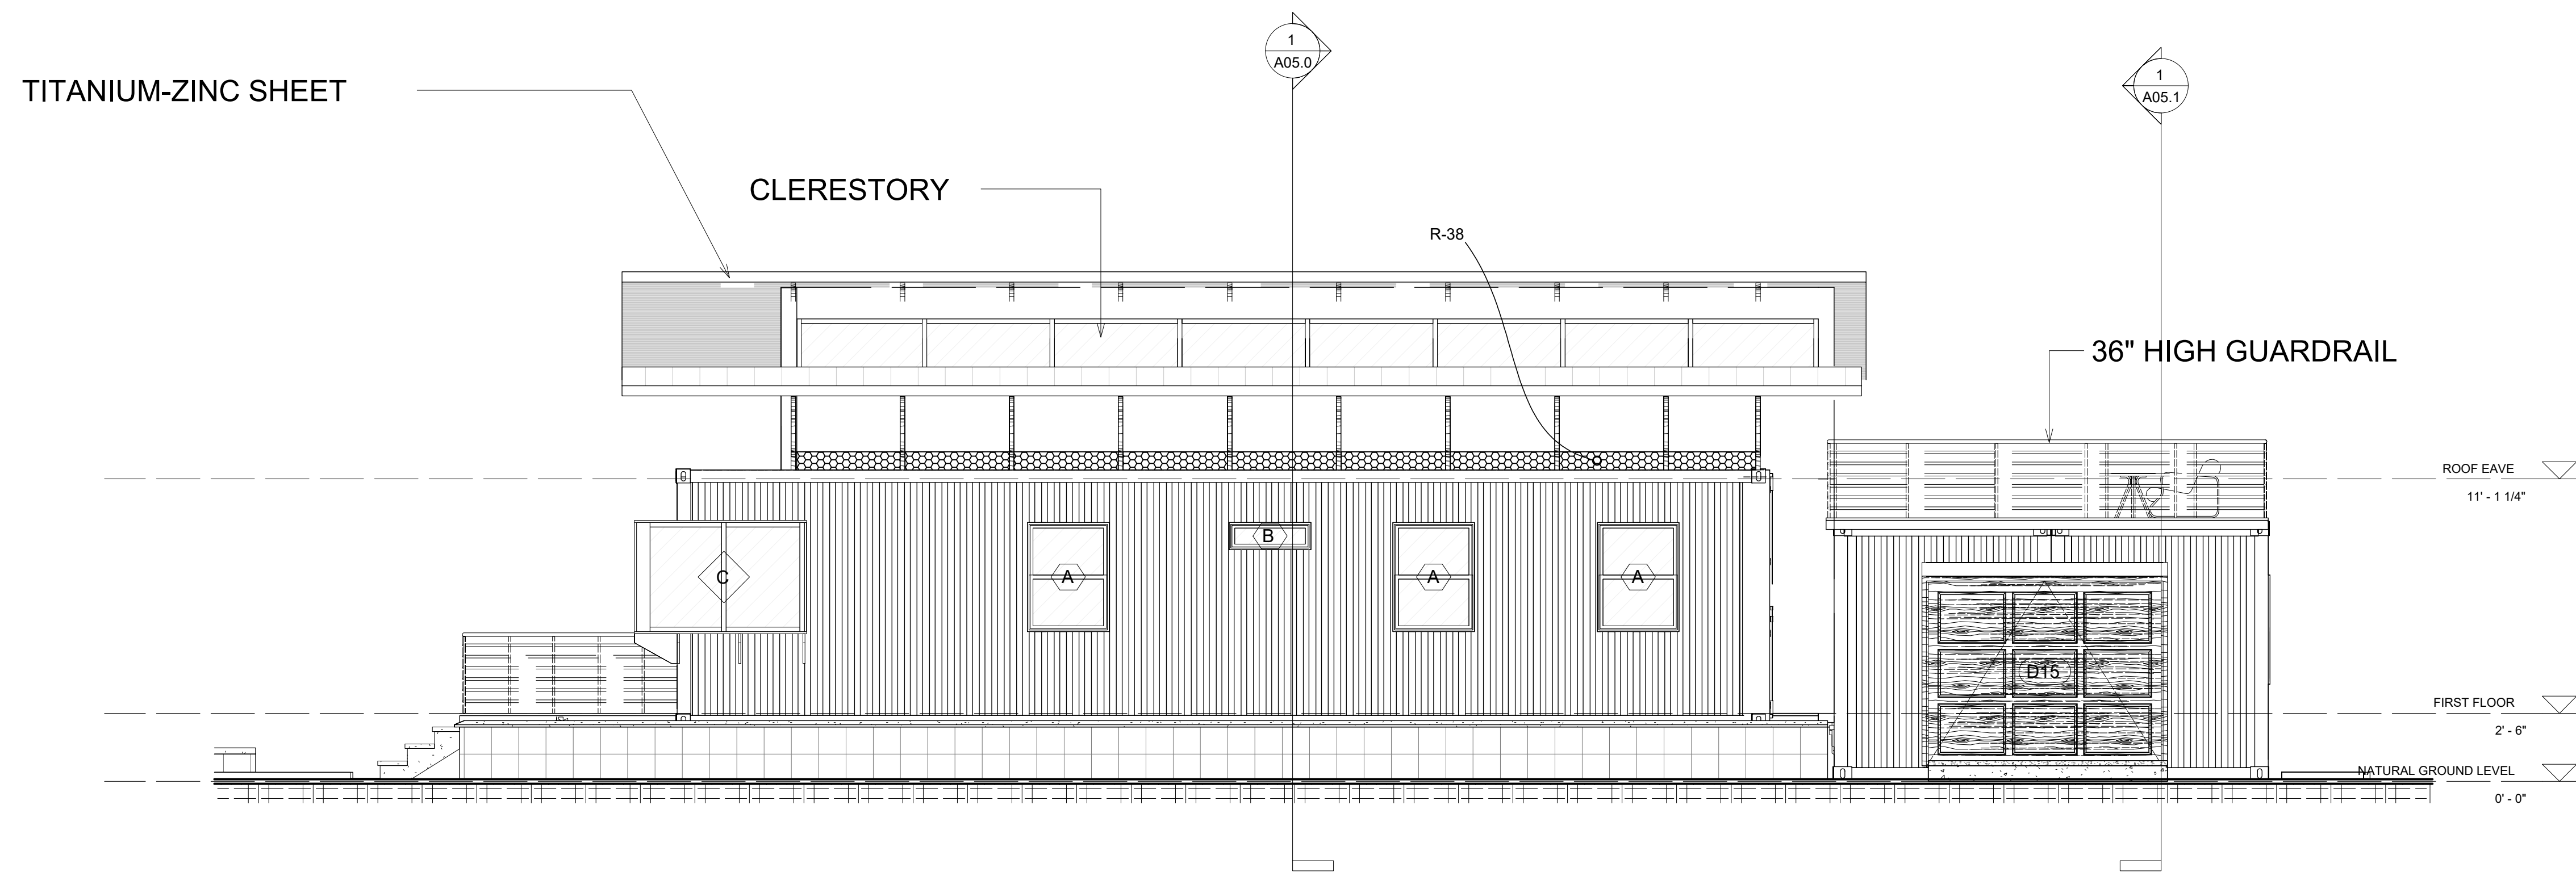 1
A05.0
1
A05.1
TITANIUM-ZINC SHEET
CLERESTORY
R-38
36" HIGH GUARDRAIL
ROOF EAVE
11' - 1 1/4"
B
C
A
A
A
D15
FIRST FLOOR
2' - 6"
NATURAL GROUND LEVEL
0' - 0"